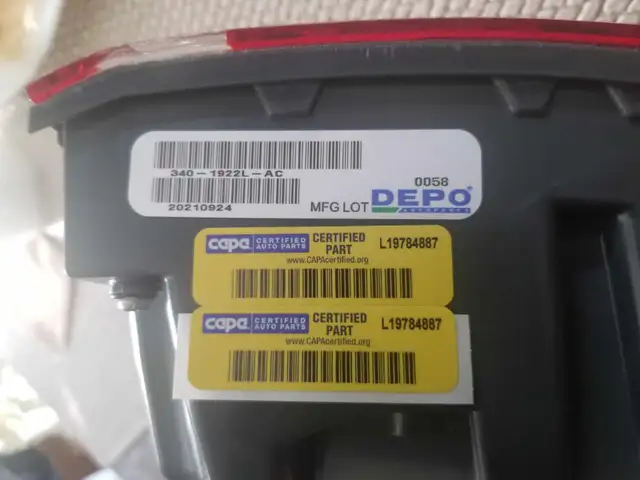 340-1922L-AC
0058
20210924
MFG LOT DEPO
AUTOPARTS
capa CERTIFIED AUTO PARTS CERTIFIED PART L19784887
www.CAPAcertified.org
capa CERTIFIED AUTO PARTS CERTIFIED PART L19784887
www.CAPAcertified.org